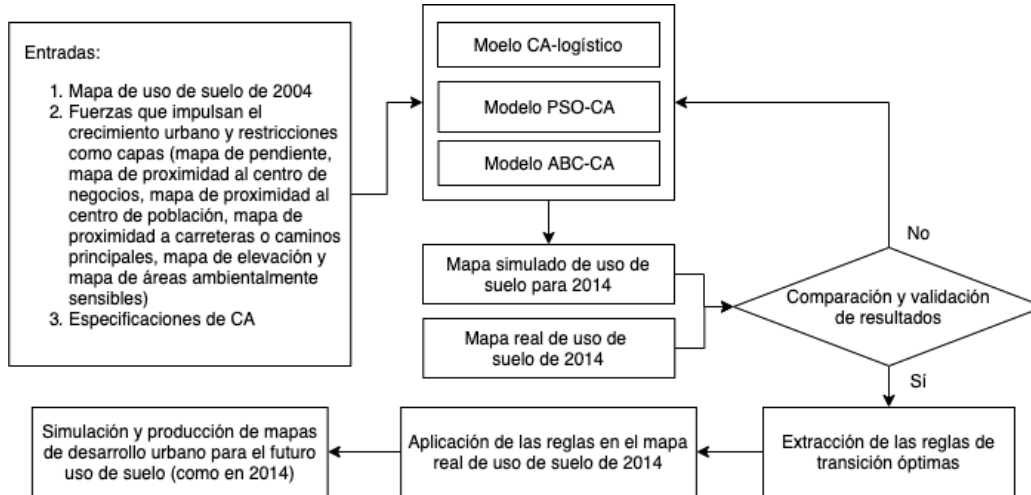 Entradas:
1. Mapa de uso de suelo de 2004
2. Fuerzas que impulsan el
crecimiento urbano y restricciones
como capas (mapa de pendiente,
mapa de proximidad al centro de
negocios, mapa de proximidad al
centro de población, mapa de
proximidad a carreteras o caminos
principales, mapa de elevación y
mapa de áreas ambientalmente
sensibles)
3. Especificaciones de CA
Moelo CA-logístico
Modelo PSO-CA
Modelo ABC-CA
Mapa simulado de uso de
suelo para 2014
Mapa real de uso de
suelo de 2014
No
Comparación y validación
de resultados
Sí
Extracción de las reglas de
transición óptimas
Aplicación de las reglas en el mapa
real de uso de suelo de 2014
Simulación y producción de mapas
de desarrollo urbano para el futuro
uso de suelo (como en 2014)